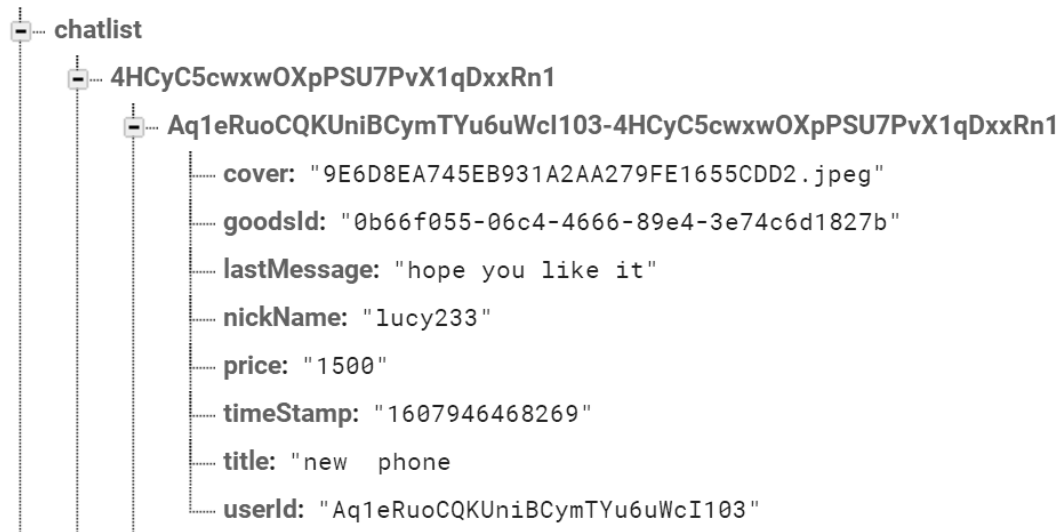 chatlist
4HCyC5cwxwOXpPSU7PvX1qDxxRn1
Aq1eRuoCQKUniBCymTYu6uWcI103-4HCyC5cwxwOXpPSU7PvX1qDxxRn1
cover: "9E6D8EA745EB931A2AA279FE1655CDD2.jpeg"
goodsId: "0b66f055-06c4-4666-89e4-3e74c6d1827b"
lastMessage: "hope you like it"
nickName: "lucy233"
price: "1500"
timeStamp: "1607946468269"
title: "new  phone
userId: "Aq1eRuoCQKUniBCymTYu6uWcI103"